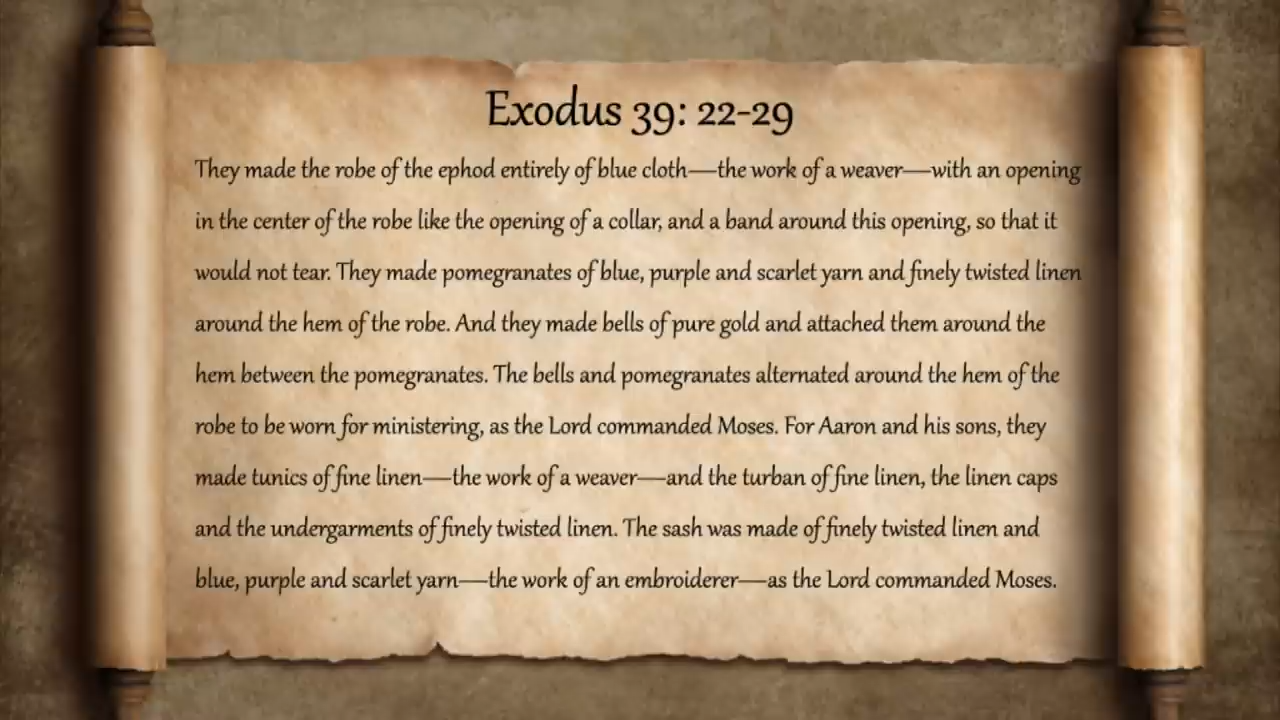 Exodus 39: 22-29
They made the robe of the ephod entirely of blue cloth—the work of a weaver—with an opening
in the center of the robe like the opening of a collar, and a band around this opening, so that it
would not tear. They made pomegranates of blue, purple and scarlet yarn and finely twisted linen
around the hem of the robe. And they made bells of pure gold and attached them around the
hem between the pomegranates. The bells and pomegranates alternated around the hem of the
robe to be worn for ministering, as the Lord commanded Moses. For Aaron and his sons, they
made tunics of fine linen—the work of a weaver—and the turban of fine linen, the linen caps
and the undergarments of finely twisted linen. The sash was made of finely twisted linen and
blue, purple and scarlet yarn—the work of an embroiderer—as the Lord commanded Moses.